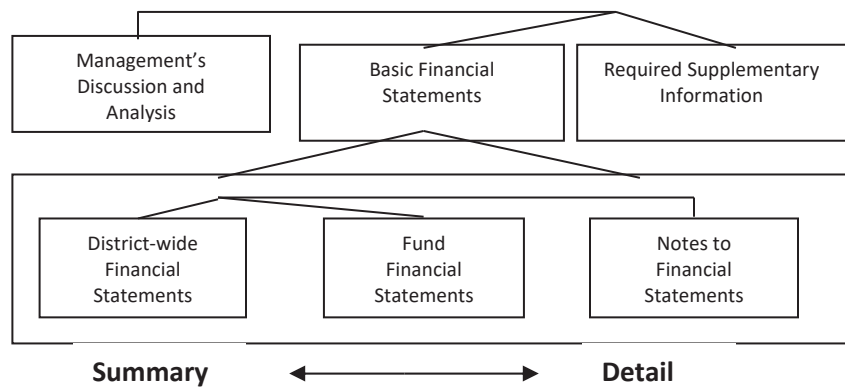 Management’s
Discussion and
Analysis
Basic Financial
Statements
Required Supplementary
Information
District-wide
Financial
Statements
Fund
Financial
Statements
Notes to
Financial
Statements
Summary
Detail